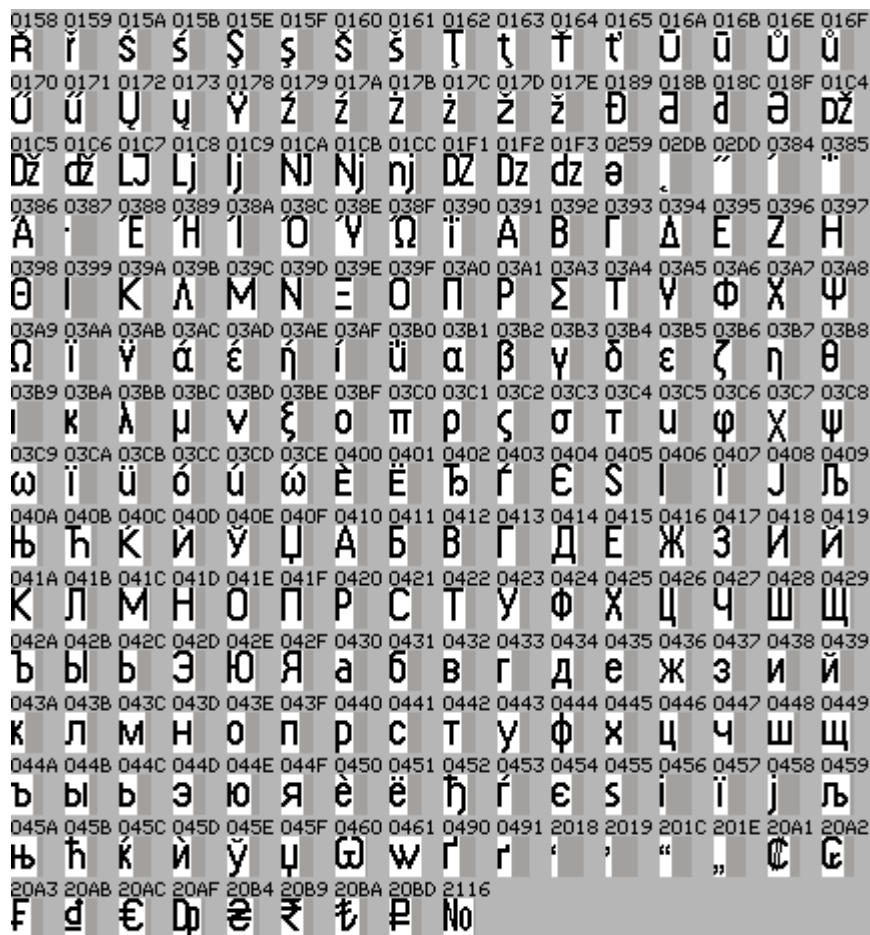 0158 0159 015A 015B 015E 015F 0160 0161 0162 0163 0164 0165 016A 016B 016E 016F
Ř ř Ś ś Ş ş Š š Ţ ţ Ť ť Ū ū Ů ů
0170 0171 0172 0173 0178 0179 017A 017B 017C 017D 017E 0189 018B 018C 018F 01C4
Ű ű Ų ų Ÿ Ź ź Ż ż Ž ž Ɖ Ƌ ƌ Ə DŽ
01C5 01C6 01C7 01C8 01C9 01CA 01CB 01CC 01F1 01F2 01F3 0259 02DB 02DD 0384 0385
Dž dž LJ Lj lj NJ Nj nj DZ Dz dz ə ˛ ˝ ΄ ΅
0386 0387 0388 0389 038A 038C 038E 038F 0390 0391 0392 0393 0394 0395 0396 0397
Ά · Έ Ή Ί Ό Ύ Ώ ΐ Α Β Γ Δ Ε Ζ Η
0398 0399 039A 039B 039C 039D 039E 039F 03A0 03A1 03A3 03A4 03A5 03A6 03A7 03A8
Θ Ι Κ Λ Μ Ν Ξ Ο Π Ρ Σ Τ Υ Φ Χ Ψ
03A9 03AA 03AB 03AC 03AD 03AE 03AF 03B0 03B1 03B2 03B3 03B4 03B5 03B6 03B7 03B8
Ω Ϊ Ϋ ά έ ή ί ΰ α β γ δ ε ζ η θ
03B9 03BA 03BB 03BC 03BD 03BE 03BF 03C0 03C1 03C2 03C3 03C4 03C5 03C6 03C7 03C8
ι κ λ μ ν ξ ο π ρ ς σ τ υ φ χ ψ
03C9 03CA 03CB 03CC 03CD 03CE 0400 0401 0402 0403 0404 0405 0406 0407 0408 0409
ω ϊ ϋ ό ύ ώ Ѐ Ё Ђ Ѓ Є Ѕ І Ї Ј Љ
040A 040B 040C 040D 040E 040F 0410 0411 0412 0413 0414 0415 0416 0417 0418 0419
Њ Ћ Ќ Ѝ Ў Џ А Б В Г Д Е Ж З И Й
041A 041B 041C 041D 041E 041F 0420 0421 0422 0423 0424 0425 0426 0427 0428 0429
К Л М Н О П Р С Т У Ф Х Ц Ч Ш Щ
042A 042B 042C 042D 042E 042F 0430 0431 0432 0433 0434 0435 0436 0437 0438 0439
Ъ Ы Ь Э Ю Я а б в г д е ж з и й
043A 043B 043C 043D 043E 043F 0440 0441 0442 0443 0444 0445 0446 0447 0448 0449
к л м н о п р с т у ф х ц ч ш щ
044A 044B 044C 044D 044E 044F 0450 0451 0452 0453 0454 0455 0456 0457 0458 0459
ъ ы ь э ю я ѐ ё ђ ѓ є ѕ і ї ј љ
045A 045B 045C 045D 045E 045F 0460 0461 0490 0491 2018 2019 201C 201E 20A1 20A2
њ ћ ќ ѝ ў џ Ѡ ѡ Ґ ґ ‘ ’ “ „ ₡ ₢
20A3 20AB 20AC 20AF 20B4 20B9 20BA 20BD 2116
₣ ₫ € ₯ ₴ ₹ ₺ ₽ №